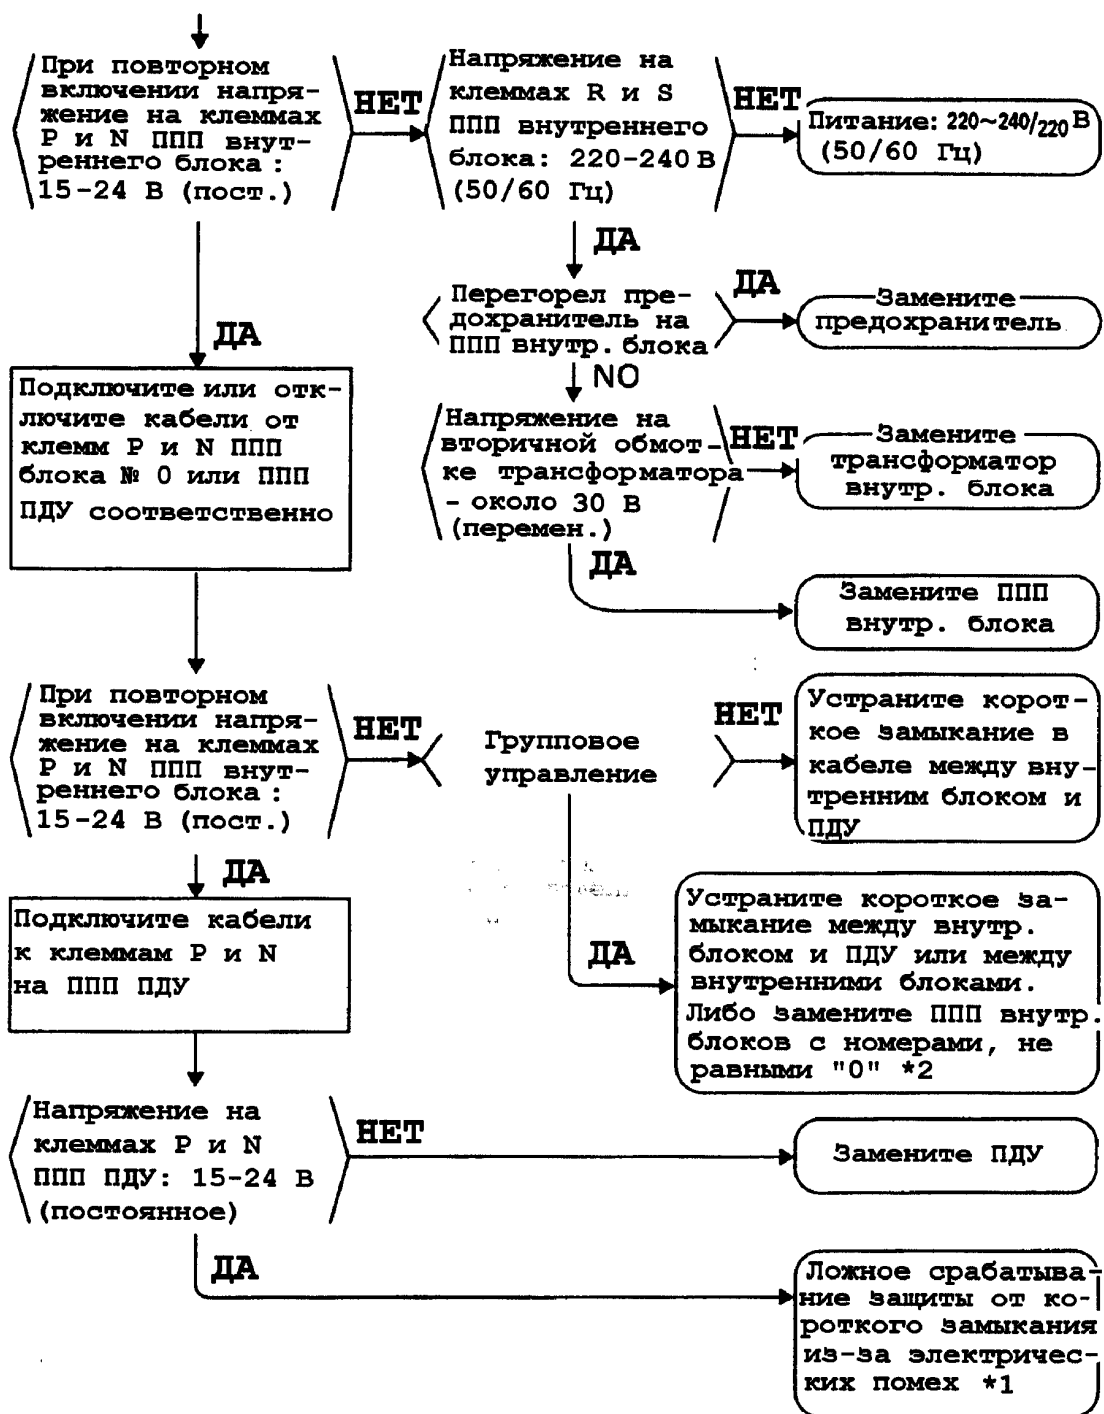 При повторном
включении напря-
жение на клеммах
P и N ППП внут-
реннего блока :
15-24 В (пост.)
НЕТ
Напряжение на
клеммах R и S
ППП внутреннего
блока: 220-240 В
(50/60 Гц)
НЕТ
Питание: 220~240/220 В
(50/60 Гц)
ДА
ДА
Перегорел пре-
дохранитель на
ППП внутр. блока
ДА
Замените
предохранитель
NO
Подключите или отк-
лючите кабели от
клемм P и N ППП
блока № 0 или ППП
ПДУ соответственно
Напряжение на
вторичной обмот-
ке трансформатора
- около 30 В
(перемен.)
НЕТ
Замените
трансформатор
внутр. блока
ДА
Замените ППП
внутр. блока
При повторном
включении напря-
жение на клеммах
P и N ППП внут-
реннего блока :
15-24 В (пост.)
НЕТ
Групповое
управление
НЕТ
Устраните корот-
кое замыкание в
кабеле между вну-
тренним блоком и
ПДУ
ДА
ДА
Устраните короткое за-
мыкание между внутр.
блоком и ПДУ или между
внутренними блоками.
Либо замените ППП внутр.
блоков с номерами, не
равными "0" *2
Подключите кабели
к клеммам P и N
на ППП ПДУ
Напряжение на
клеммах P и N
ППП ПДУ: 15-24 В
(постоянное)
НЕТ
Замените ПДУ
ДА
Ложное срабатыва-
ние защиты от ко-
роткого замыкания
из-за электричес-
ких помех *1